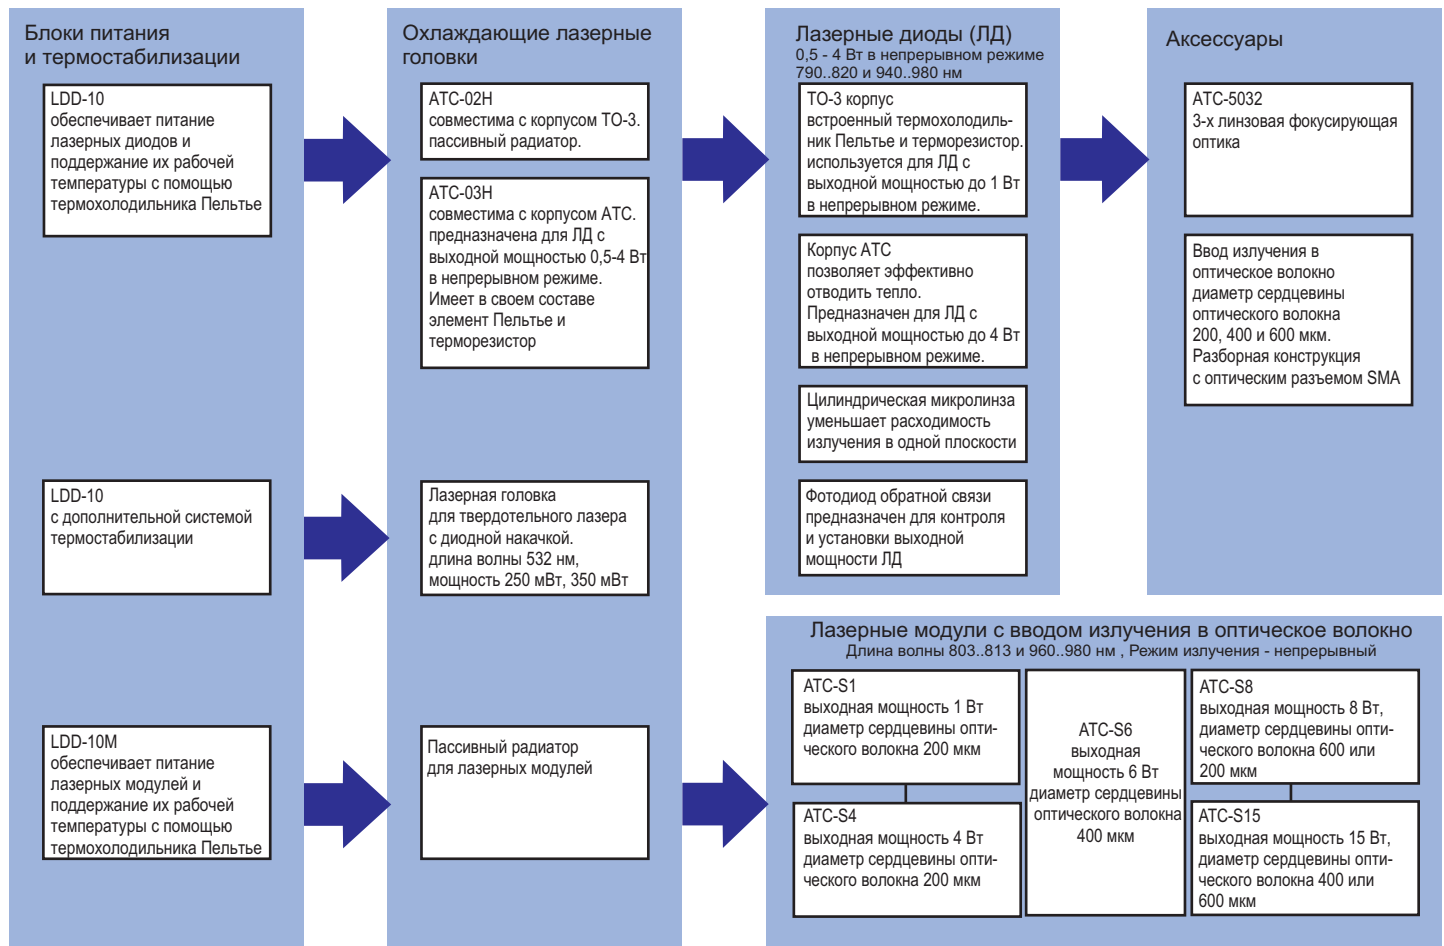 Блоки питания
и термостабилизации
LDD-10
обеспечивает питание
лазерных диодов и
поддержание их рабочей
температуры с помощью
термохолодильника Пельтье
LDD-10
с дополнительной системой
термостабилизации
LDD-10M
обеспечивает питание
лазерных модулей и
поддержание их рабочей
температуры с помощью
термохолодильника Пельтье
Охлаждающие лазерные
головки
ATC-02H
совместима с корпусом ТО-3.
пассивный радиатор.
ATC-03H
совместима с корпусом АТС.
предназначена для ЛД с
выходной мощностью 0,5-4 Вт
в непрерывном режиме.
Имеет в своем составе
элемент Пельтье и
терморезистор
Лазерная головка
для твердотельного лазера
с диодной накачкой.
длина волны 532 нм,
мощность 250 мВт, 350 мВт
Пассивный радиатор
для лазерных модулей
Лазерные диоды (ЛД)
0,5 - 4 Вт в непрерывном режиме
790..820 и 940..980 нм
ТО-3 корпус
встроенный термохолодиль-
ник Пельтье и терморезистор.
используется для ЛД с
выходной мощностью до 1 Вт
в непрерывном режиме.
Корпус АТС
позволяет эффективно
отводить тепло.
Предназначен для ЛД с
выходной мощностью до 4 Вт
в непрерывном режиме.
Цилиндрическая микролинза
уменьшает расходимость
излучения в одной плоскости
Фотодиод обратной связи
предназначен для контроля
и установки выходной
мощности ЛД
Аксессуары
ATC-5032
3-х линзовая фокусирующая
оптика
Ввод излучения в
оптическое волокно
диаметр сердцевины
оптического волокна
200, 400 и 600 мкм.
Разборная конструкция
с оптическим разъемом SMA
Лазерные модули с вводом излучения в оптическое волокно
Длина волны 803..813 и 960..980 нм , Режим излучения - непрерывный
ATC-S1
выходная мощность 1 Вт
диаметр сердцевины опти-
ческого волокна 200 мкм
ATC-S4
выходная мощность 4 Вт
диаметр сердцевины опти-
ческого волокна 200 мкм
ATC-S6
выходная
мощность 6 Вт
диаметр сердцевины
оптического волокна
400 мкм
ATC-S8
выходная мощность 8 Вт,
диаметр сердцевины опти-
ческого волокна 600 или
200 мкм
ATC-S15
выходная мощность 15 Вт,
диаметр сердцевины опти-
ческого волокна 400 или
600 мкм